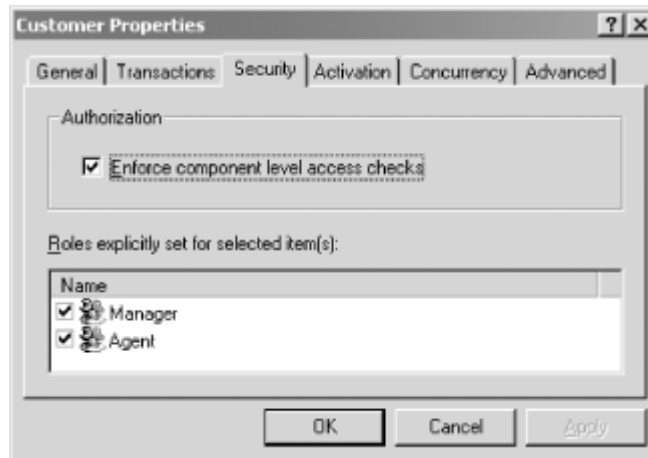 Customer Properties
General Transactions Security Activation Concurrency Advanced
Authorization
Enforce component level access checks
Roles explicitly set for selected item(s):
Name
Manager
Agent
OK Cancel Apply